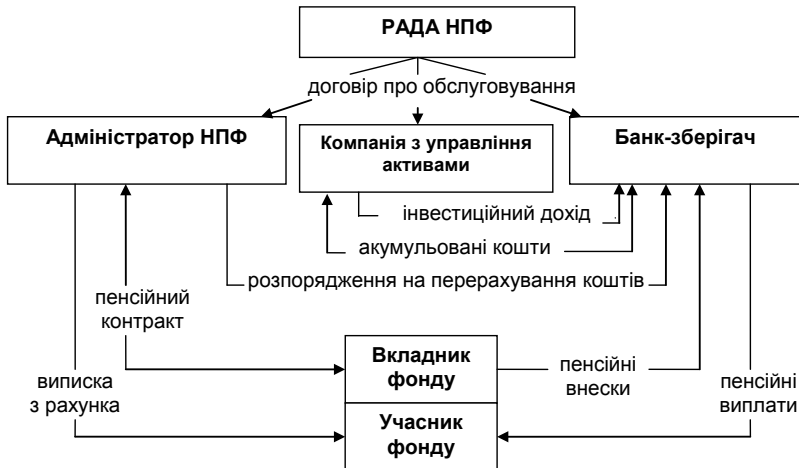 РАДА НПФ
договір про обслуговування
Адміністратор НПФ
Компанія з управління
активами
Банк-зберігач
інвестиційний дохід
акумульовані кошти
розпорядження на перерахування коштів
пенсійний
контракт
Вкладник
фонду
пенсійні
внески
виписка
з рахунка
пенсійні
виплати
Учасник
фонду